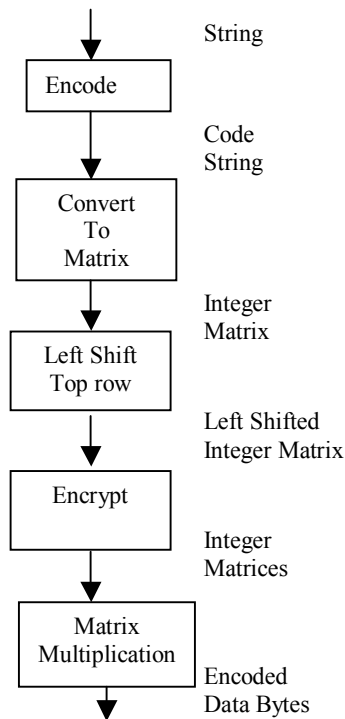 String
Encode
Code
String
Convert
To
Matrix
Integer
Matrix
Left Shift
Top row
Left Shifted
Integer Matrix
Encrypt
Integer
Matrices
Matrix
Multiplication
Encoded
Data Bytes